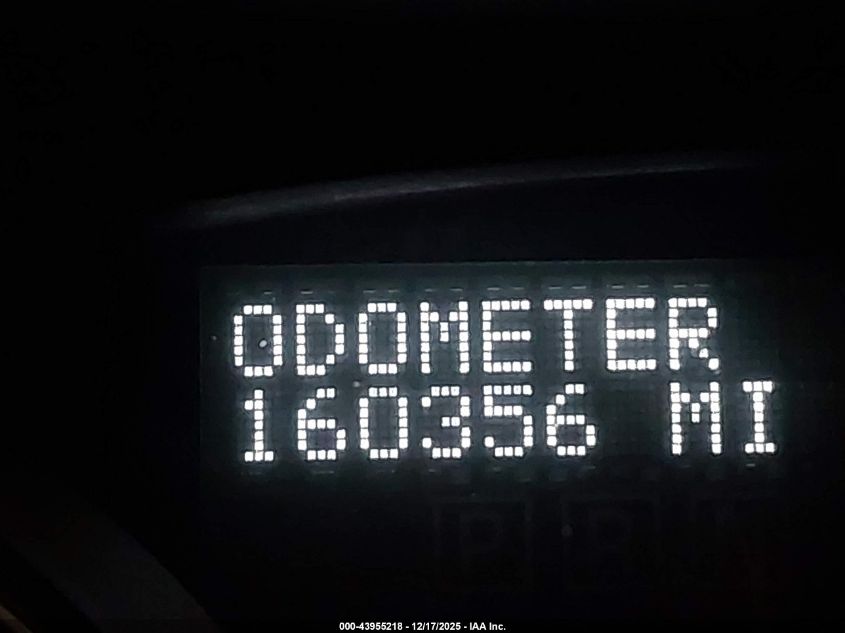 ODOMETER
160356 MI
000-43955218 - 12/17/2025 - IAA Inc.